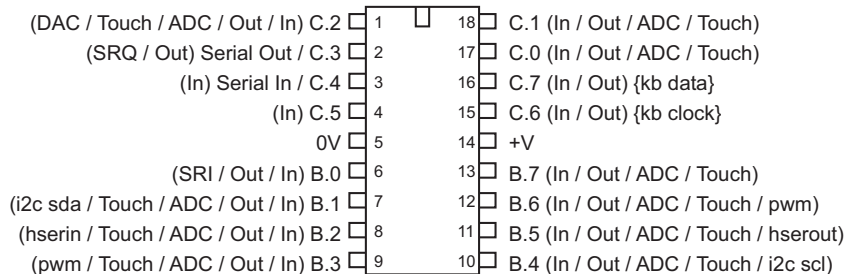 (DAC / Touch / ADC / Out / In) C.2 1 18 C.1 (In / Out / ADC / Touch)
(SRQ / Out) Serial Out / C.3 2 17 C.0 (In / Out / ADC / Touch)
(In) Serial In / C.4 3 16 C.7 (In / Out) {kb data}
(In) C.5 4 15 C.6 (In / Out) {kb clock}
0V 5 14 +V
(SRI / Out / In) B.0 6 13 B.7 (In / Out / ADC / Touch)
(i2c sda / Touch / ADC / Out / In) B.1 7 12 B.6 (In / Out / ADC / Touch / pwm)
(hserin / Touch / ADC / Out / In) B.2 8 11 B.5 (In / Out / ADC / Touch / hserout)
(pwm / Touch / ADC / Out / In) B.3 9 10 B.4 (In / Out / ADC / Touch / i2c scl)